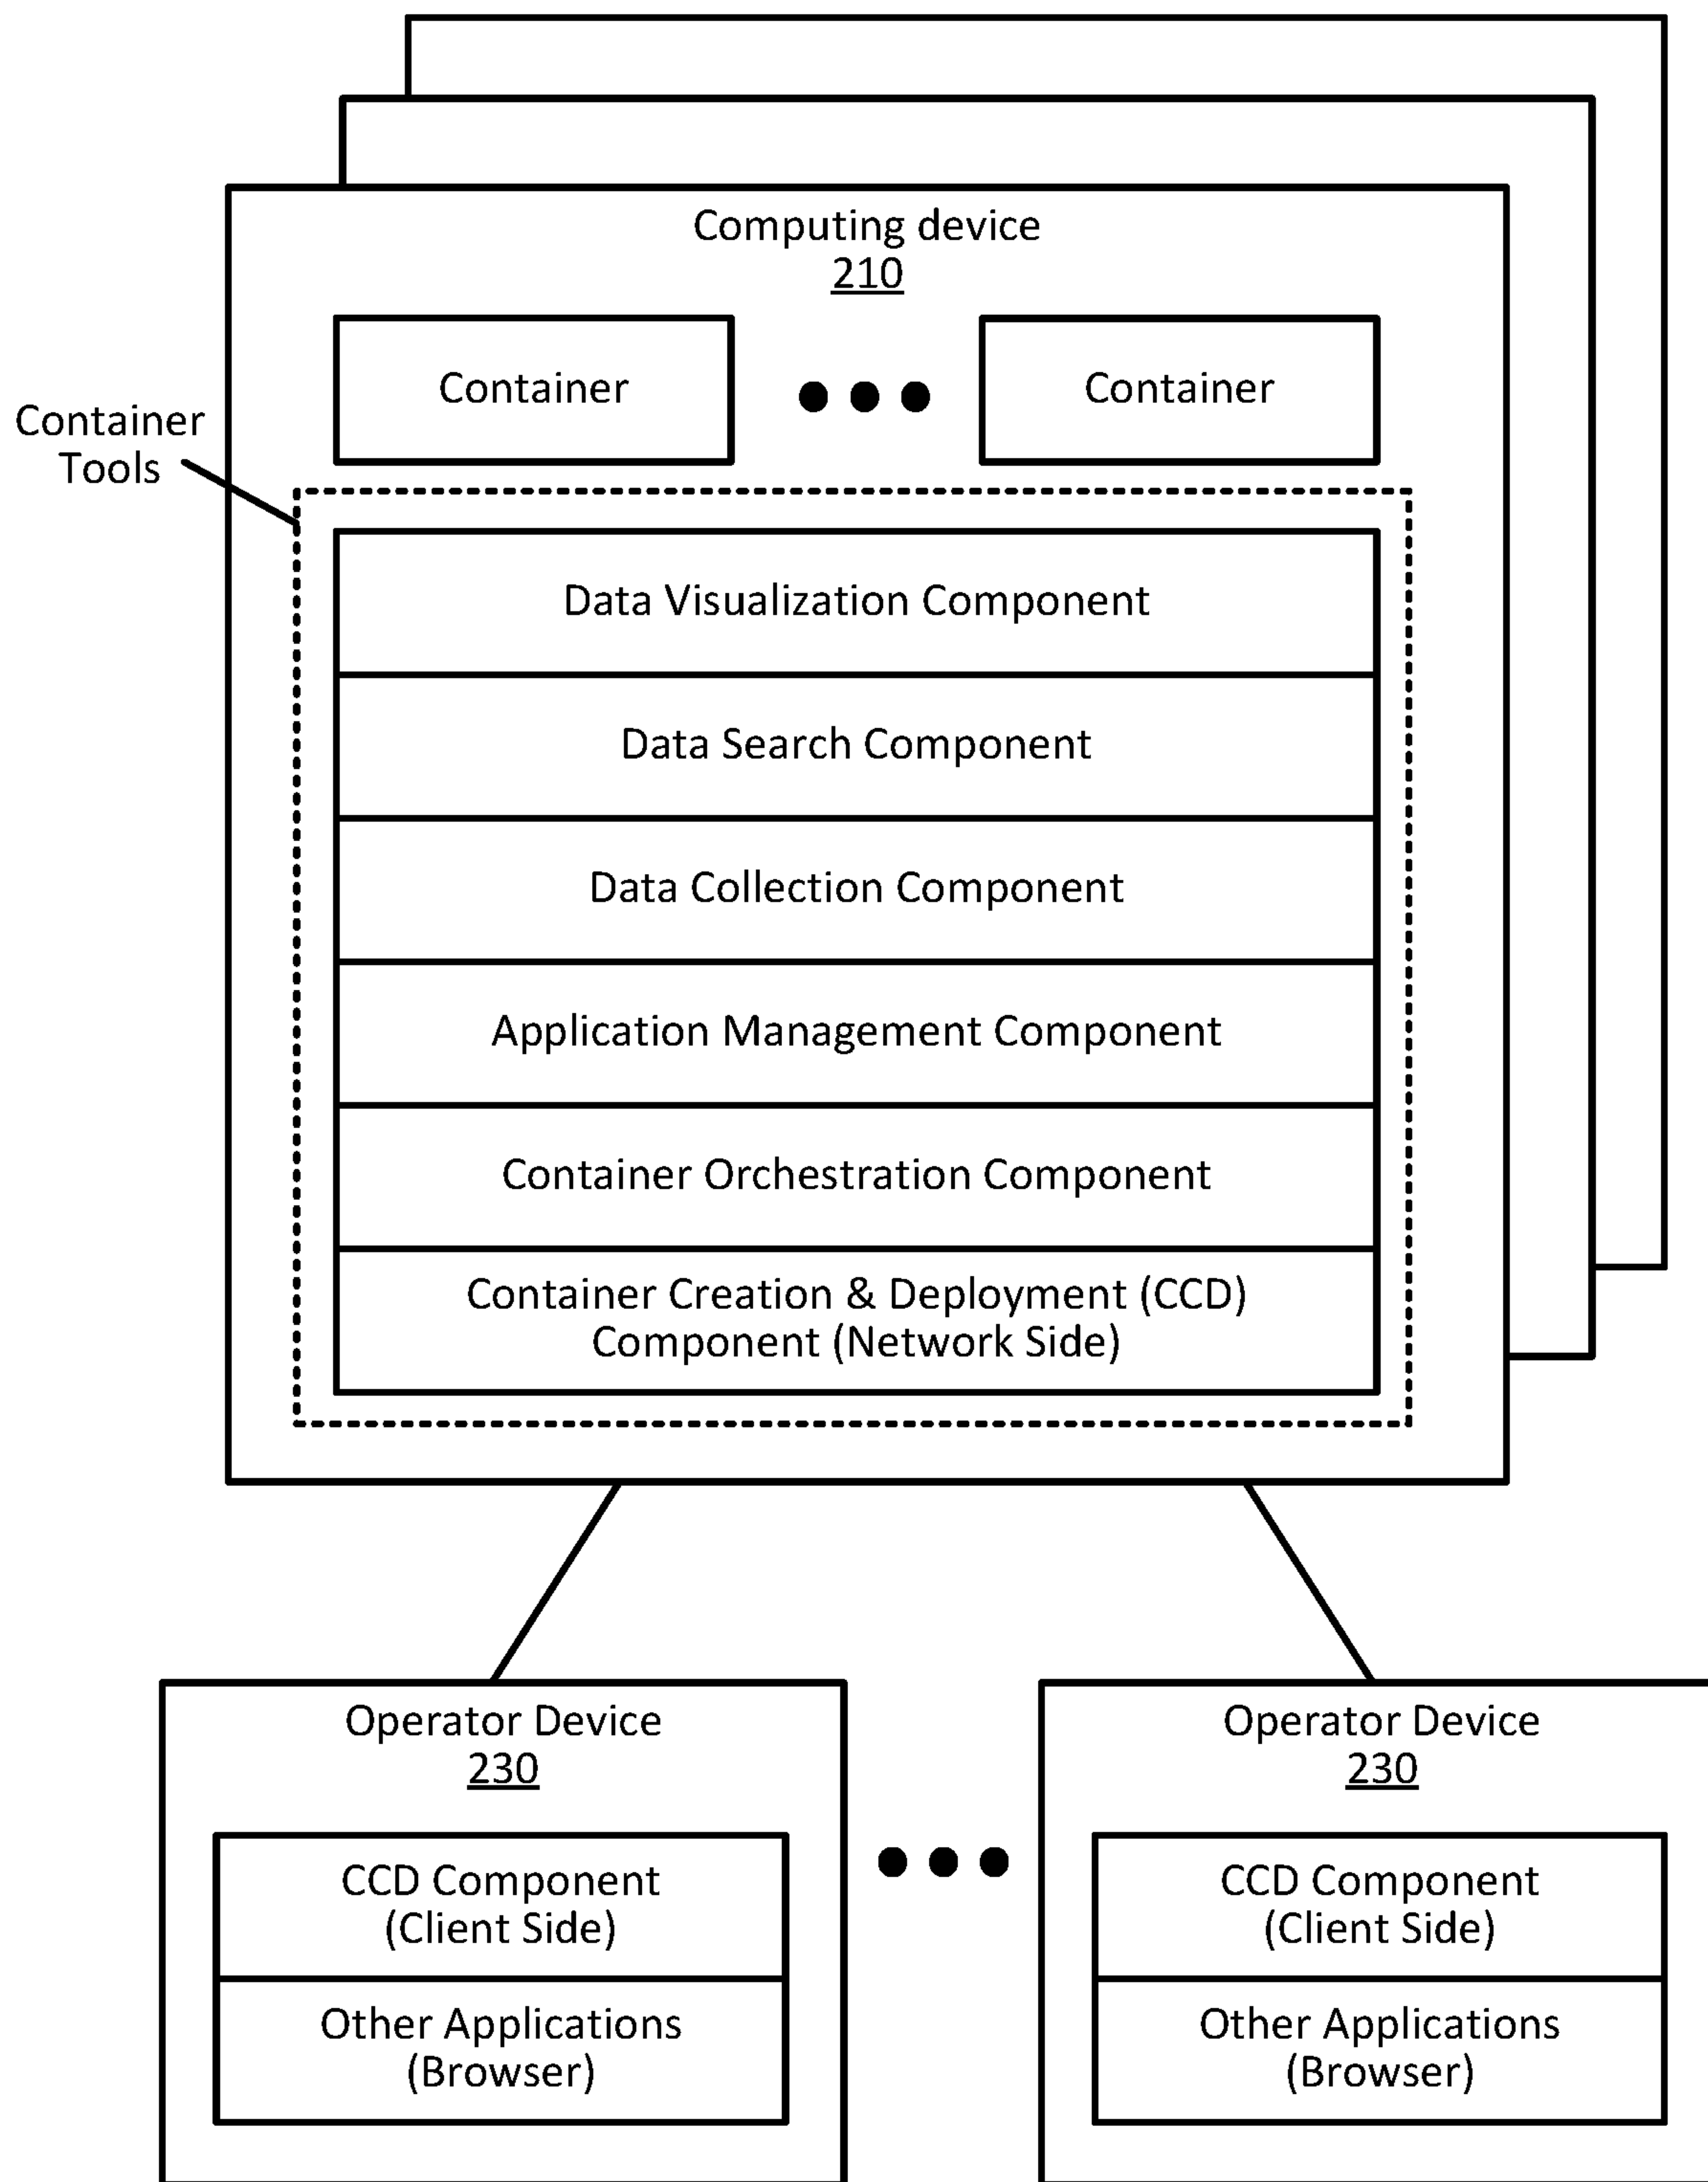 Computing device
210
Container
Container
Container
Tools
Data Visualization Component
Data Search Component
Data Collection Component
Application Management Component
Container Orchestration Component
Container Creation & Deployment (CCD)
Component (Network Side)
Operator Device
230
CCD Component
(Client Side)
Other Applications
(Browser)
Operator Device
230
CCD Component
(Client Side)
Other Applications
(Browser)